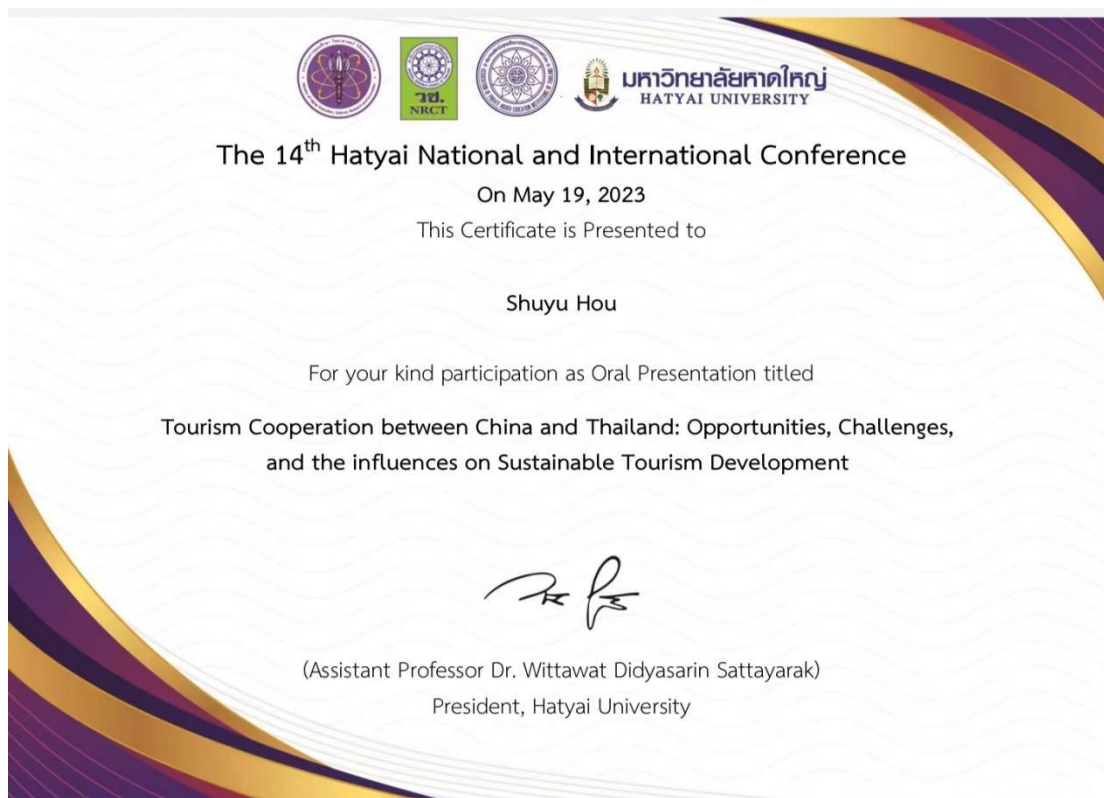 วช.
NRCT
มหาวิทยาลัยหาดใหญ่
HATYAI UNIVERSITY
The 14th Hatyai National and International Conference
On May 19, 2023
This Certificate is Presented to
Shuyu Hou
For your kind participation as Oral Presentation titled
Tourism Cooperation between China and Thailand: Opportunities, Challenges,
and the influences on Sustainable Tourism Development
(Assistant Professor Dr. Wittawat Didyasarin Sattayarak)
President, Hatyai University